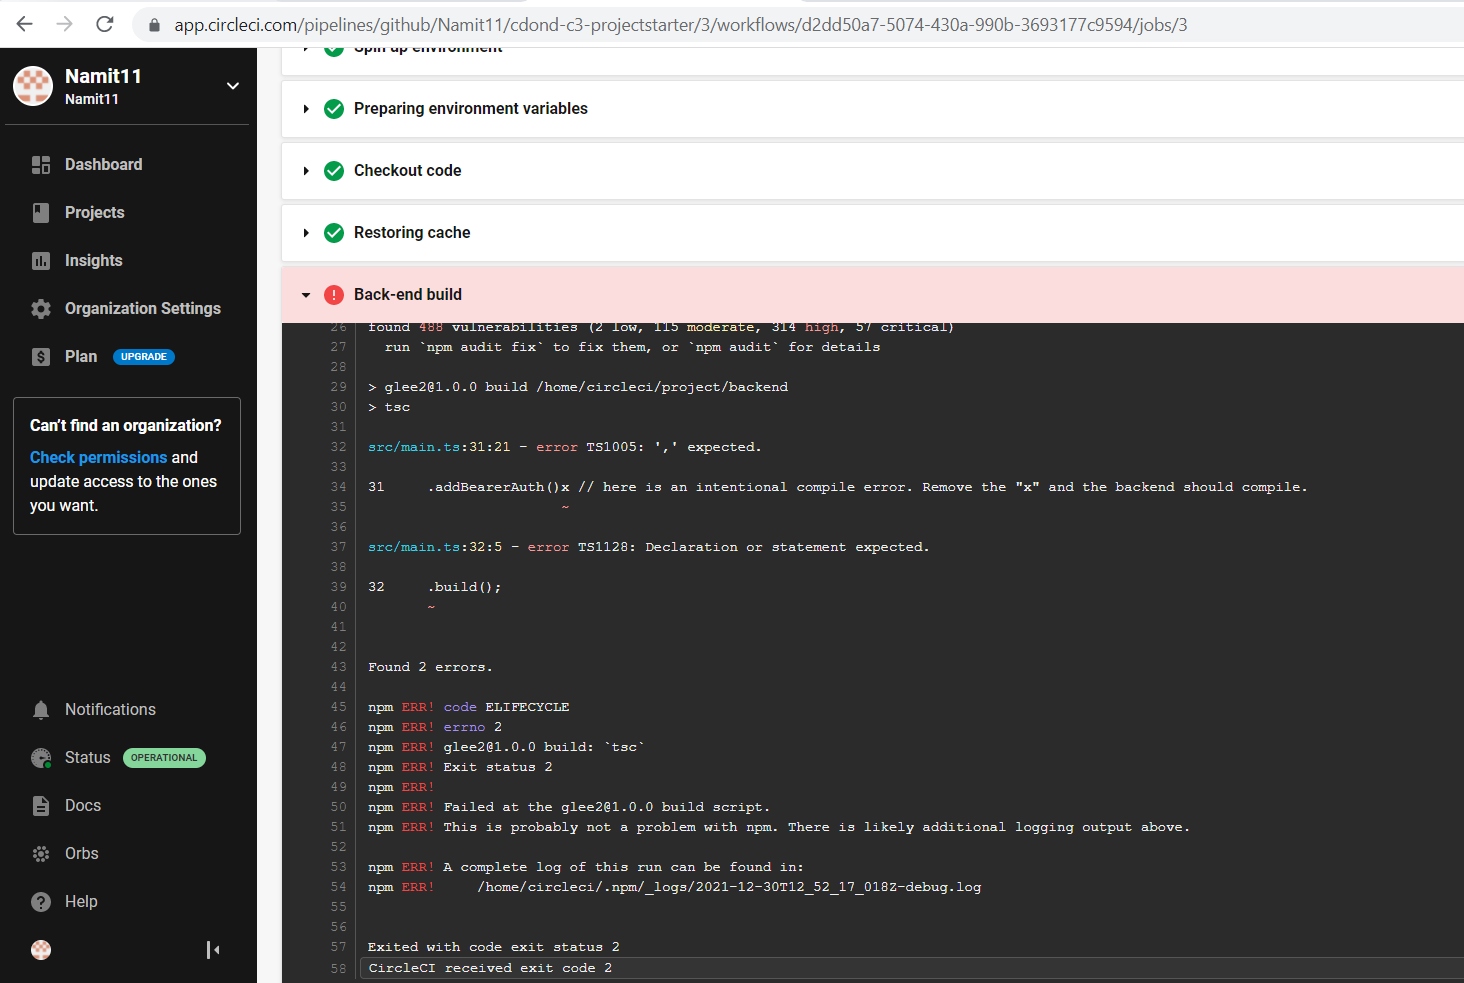 app.circleci.com/pipelines/github/Namit11/cdond-c3-projectstarter/3/workflows/d2dd50a7-5074-430a-990b-3693177c9594/jobs/3
Namit11
Namit11
Dashboard
Projects
Insights
Organization Settings
Plan UPGRADE
Can't find an organization?
Check permissions and
update access to the ones
you want.
Notifications
Status OPERATIONAL
Docs
Orbs
Help
Spin up environment
Preparing environment variables
Checkout code
Restoring cache
! Back-end build
26 found 488 vulnerabilities (2 low, 115 moderate, 314 high, 57 critical)
27 run `npm audit fix` to fix them, or `npm audit` for details
28
29 > glee2@1.0.0 build /home/circleci/project/backend
30 > tsc
31
32 src/main.ts:31:21 - error TS1005: ',' expected.
33
34 31 .addBearerAuth()x // here is an intentional compile error. Remove the "x" and the backend should compile.
35 ~
36
37 src/main.ts:32:5 - error TS1128: Declaration or statement expected.
38
39 32 .build();
40 ~
41
42
43 Found 2 errors.
44
45 npm ERR! code ELIFECYCLE
46 npm ERR! errno 2
47 npm ERR! glee2@1.0.0 build: `tsc`
48 npm ERR! Exit status 2
49 npm ERR!
50 npm ERR! Failed at the glee2@1.0.0 build script.
51 npm ERR! This is probably not a problem with npm. There is likely additional logging output above.
52
53 npm ERR! A complete log of this run can be found in:
54 npm ERR! /home/circleci/.npm/_logs/2021-12-30T12_52_17_018Z-debug.log
55
56
57 Exited with code exit status 2
58 CircleCI received exit code 2